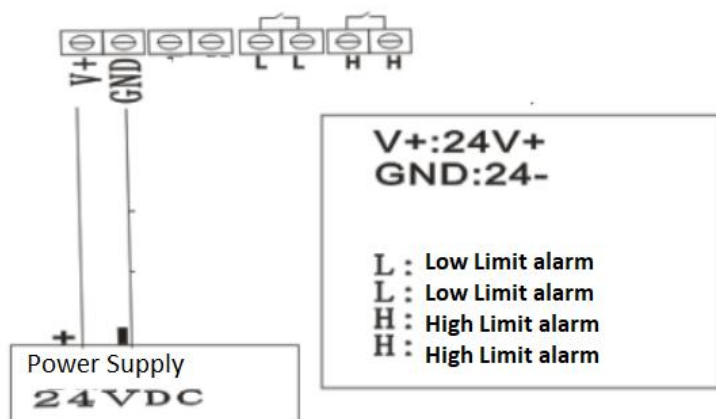 L L H H
V+ GND
V+:24V+
GND:24-
L : Low Limit alarm
L : Low Limit alarm
H : High Limit alarm
H : High Limit alarm
+ -
Power Supply
24VDC